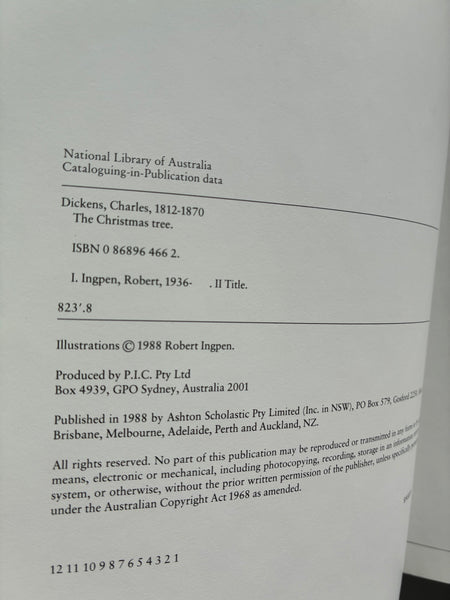 National Library of Australia
Cataloguing-in-Publication data
Dickens, Charles, 1812-1870
The Christmas tree.
ISBN 0 86896 466 2.
I. Ingpen, Robert, 1936- . II Title.
823'.8
Illustrations © 1988 Robert Ingpen.
Produced by P.I.C. Pty Ltd
Box 4939, GPO Sydney, Australia 2001
Published in 1988 by Ashton Scholastic Pty Limited (Inc. in NSW), PO Box 579, Gosford 2250,
Brisbane, Melbourne, Adelaide, Perth and Auckland, NZ.
All rights reserved. No part of this publication may be reproduced or transmitted in any form
means, electronic or mechanical, including photocopying, recording, storage in an information
system, or otherwise, without the prior written permission of the publisher, unless specifically
under the Australian Copyright Act 1968 as amended.
12 11 10 9 8 7 6 5 4 3 2 1